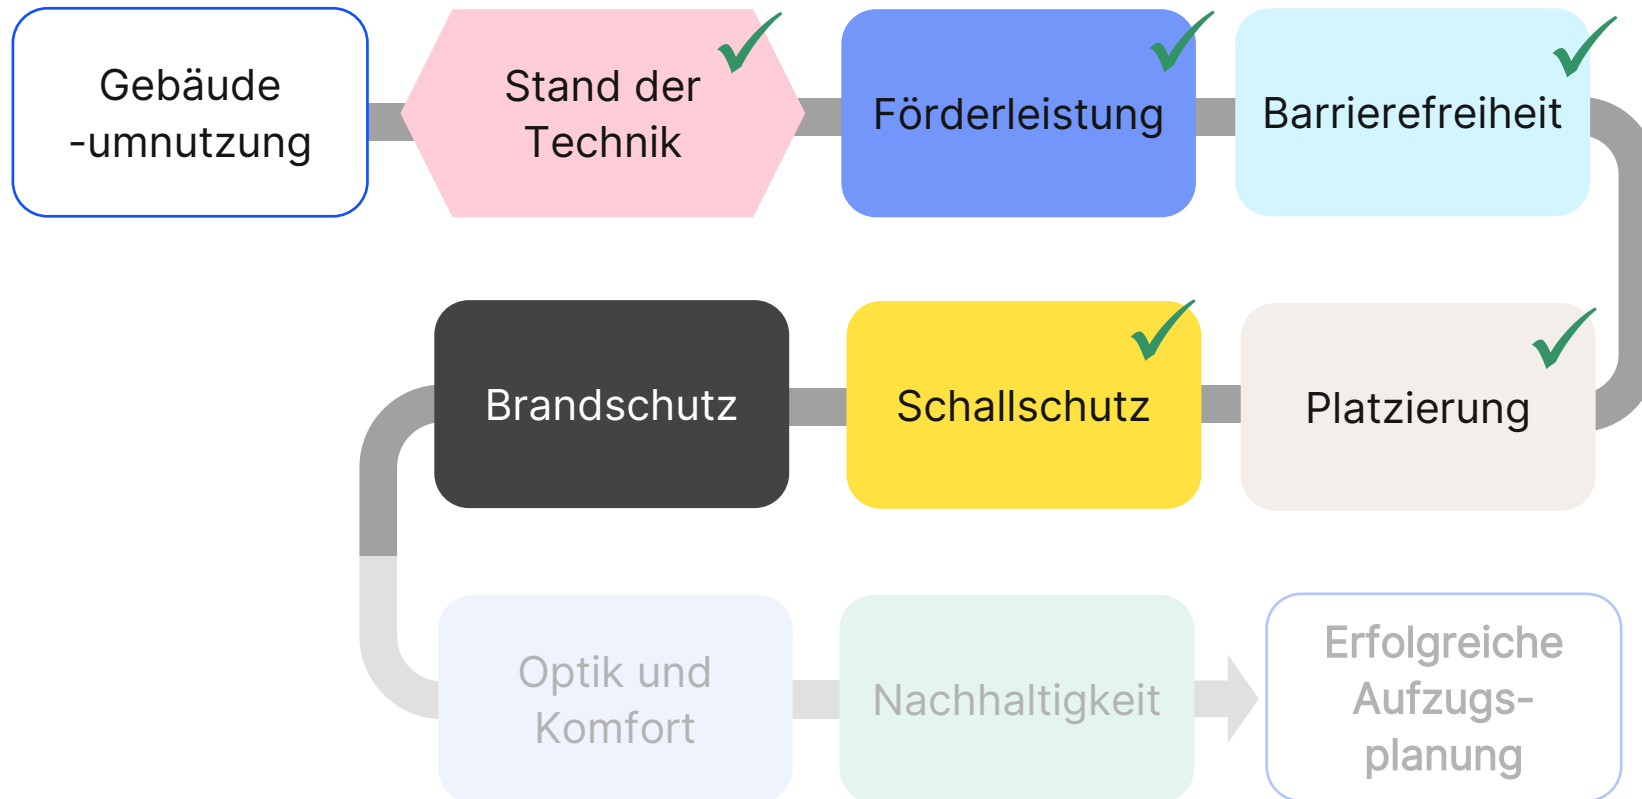 Gebäude
-umnutzung
Stand der
Technik
Förderleistung
Barrierefreiheit
Brandschutz
Schallschutz
Platzierung
Optik und
Komfort
Nachhaltigkeit
Erfolgreiche
Aufzugs-
planung